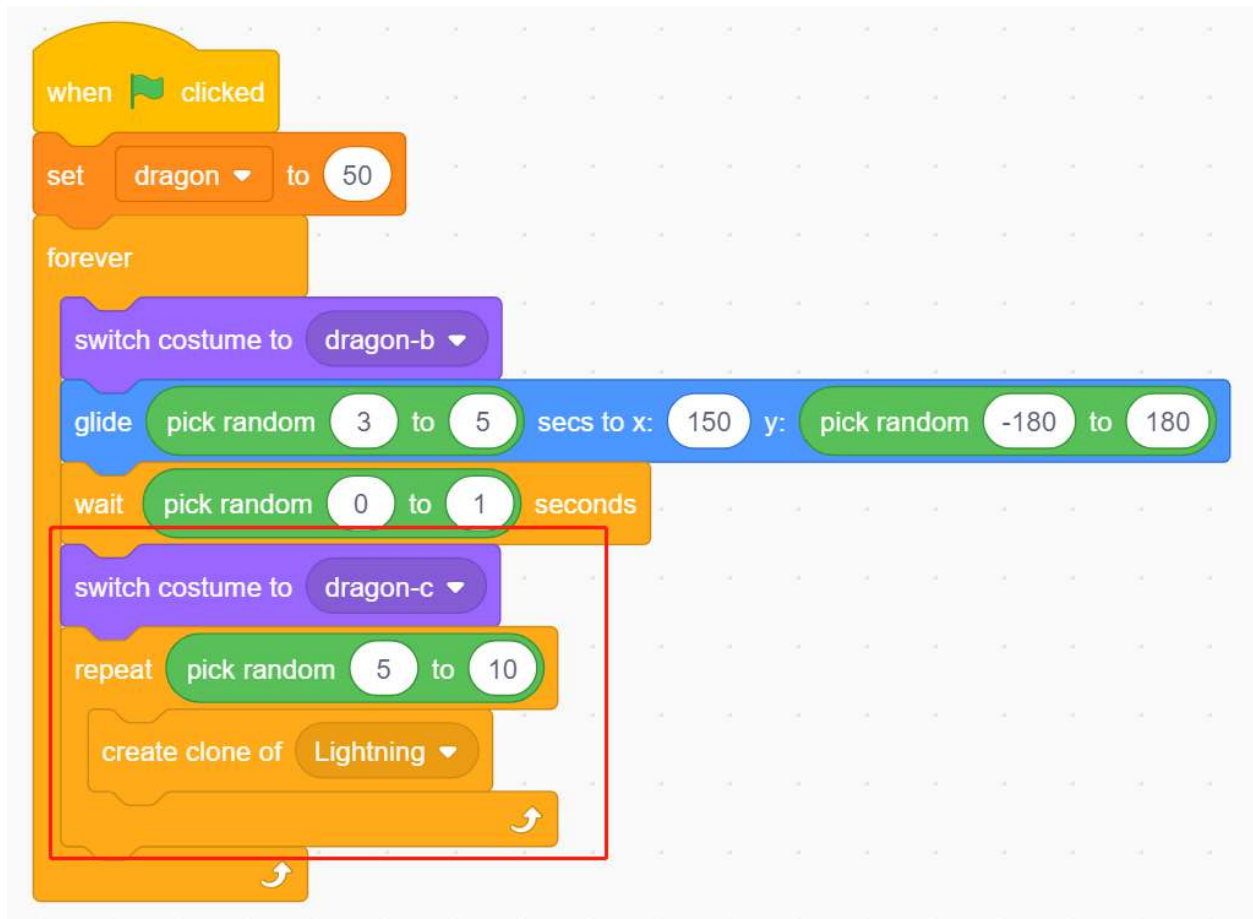 when clicked
set dragon to 50
forever
switch costume to dragon-b
glide pick random 3 to 5 secs to x: 150 y: pick random -180 to 180
wait pick random 0 to 1 seconds
switch costume to dragon-c
repeat pick random 5 to 10
create clone of Lightning